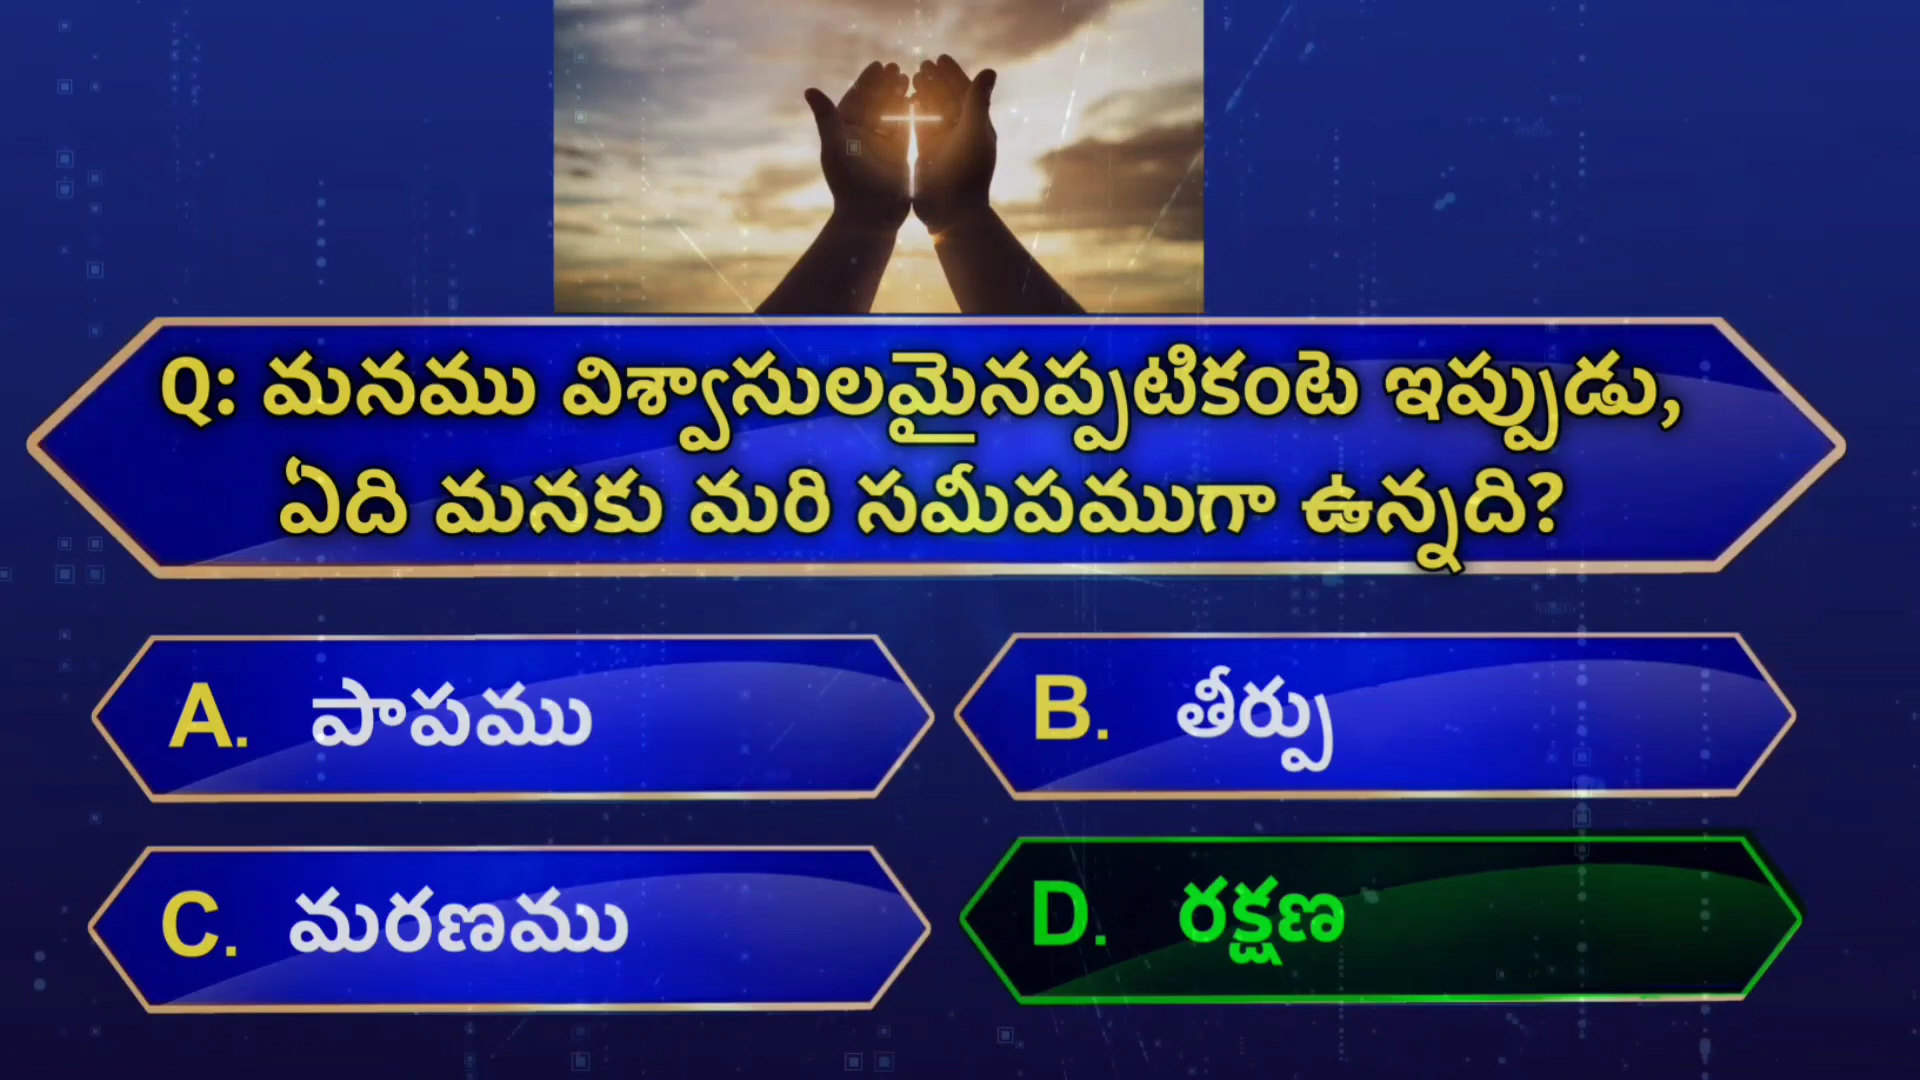 Q: మనము విశ్వాసులమైనప్పటికంటె ఇప్పుడు,
ఏది మనకు మరి సమీపముగా ఉన్నది?
A. పాపము
B. తీర్పు
C. మరణము
D. రక్షణ